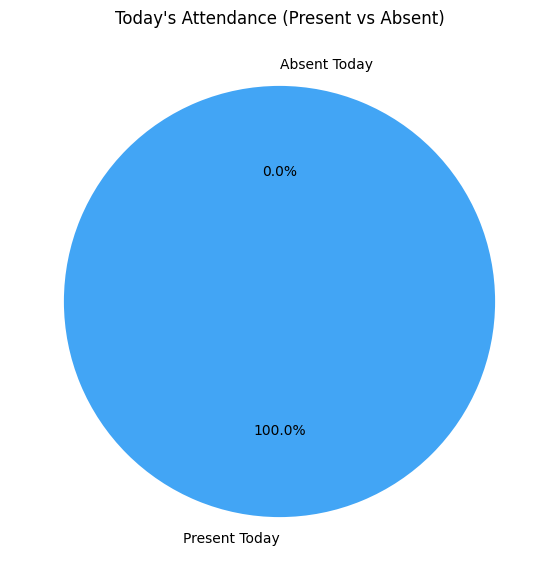 Today's Attendance (Present vs Absent)
Absent Today
0.0%
100.0%
Present Today